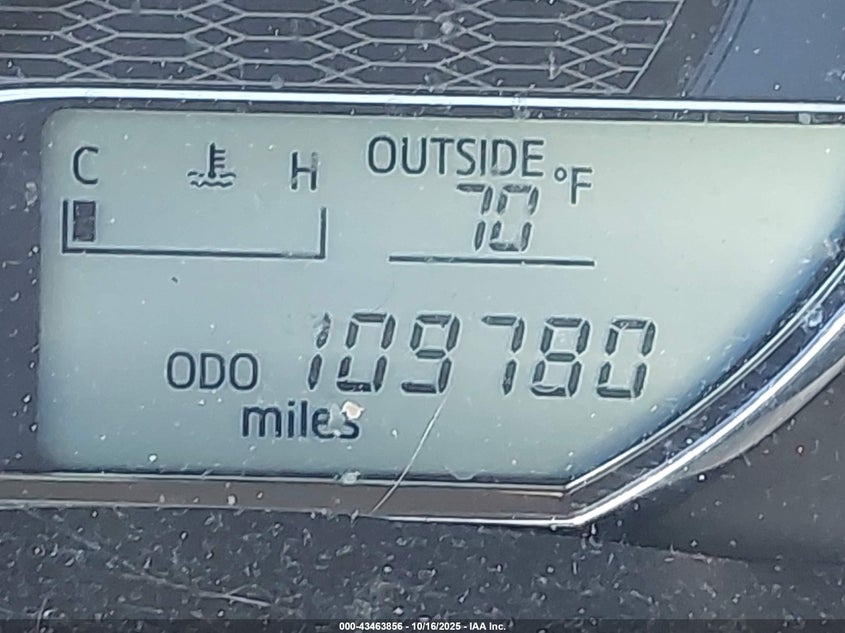 C H OUTSIDE °F
70
ODO 109780
miles
000-43463856 - 10/16/2025 - IAA Inc.